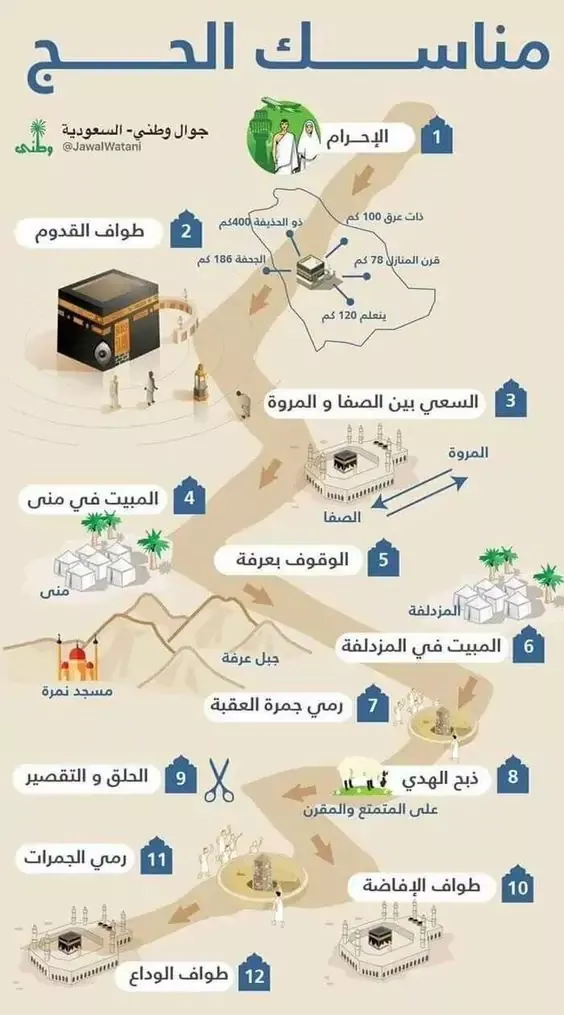 مناسك الحج
جوال وطني- السعودية
@JawalWatani
وطني
1
الإحرام
ذات عرق 100 كم
ذو الحذيفة 400كم
قرن المنازل 78 كم
الجحفة 186 كم
ينعلم 120 كم
2
طواف القدوم
3
السعي بين الصفا و المروة
المروة
الصفا
4
المبيت في منى
منى
5
الوقوف بعرفة
جبل عرفة
مسجد نمرة
المزدلفة
6
المبيت في المزدلفة
7
رمي جمرة العقبة
8
ذبح الهدي
على المتمتع والمقرن
9
الحلق و التقصير
10
طواف الإفاضة
11
رمي الجمرات
12
طواف الوداع